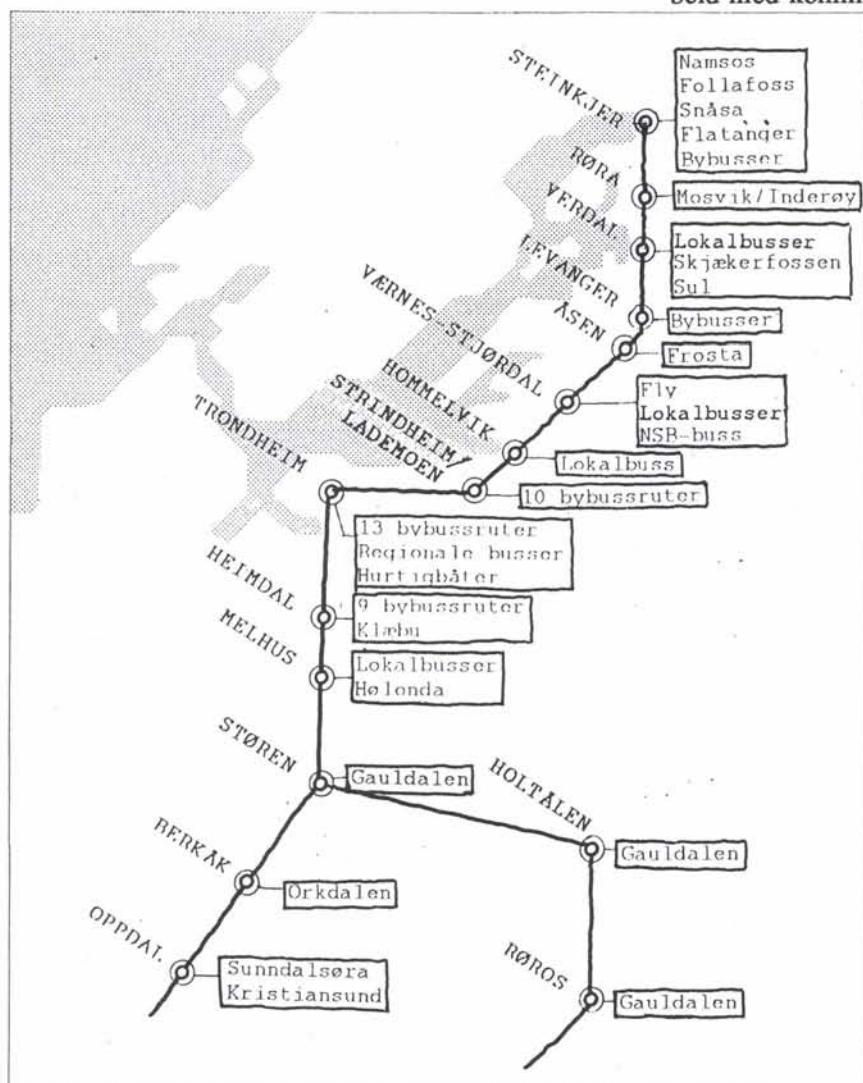 STEINKJER
Namsos
Follafoss
Snåsa
Flatanger
Bybusser
RØRA
Mosvik/Inderøy
VERDAL
Lokalbusser
Skjækerfossen
Sul
LEVANGER
Bybusser
ÅSEN
Frosta
VÆRNES-STJØRDAL
Fly
Lokalbusser
NSB-buss
HOMMELVIK
Lokalbuss
STRINDHEIM/
LADEMOEN
10 bybussruter
TRONDHEIM
13 bybussruter
Regionale busser
Hurtigbåter
HEIMDAL
9 bybussruter
Klæbu
MELHUS
Lokalbusser
Hølonda
STØREN
Gauldalen
HOLTÅLEN
Gauldalen
BERKÅK
Orkdalen
OPPDAL
Sunndalsøra
Kristiansund
RØROS
Gauldalen